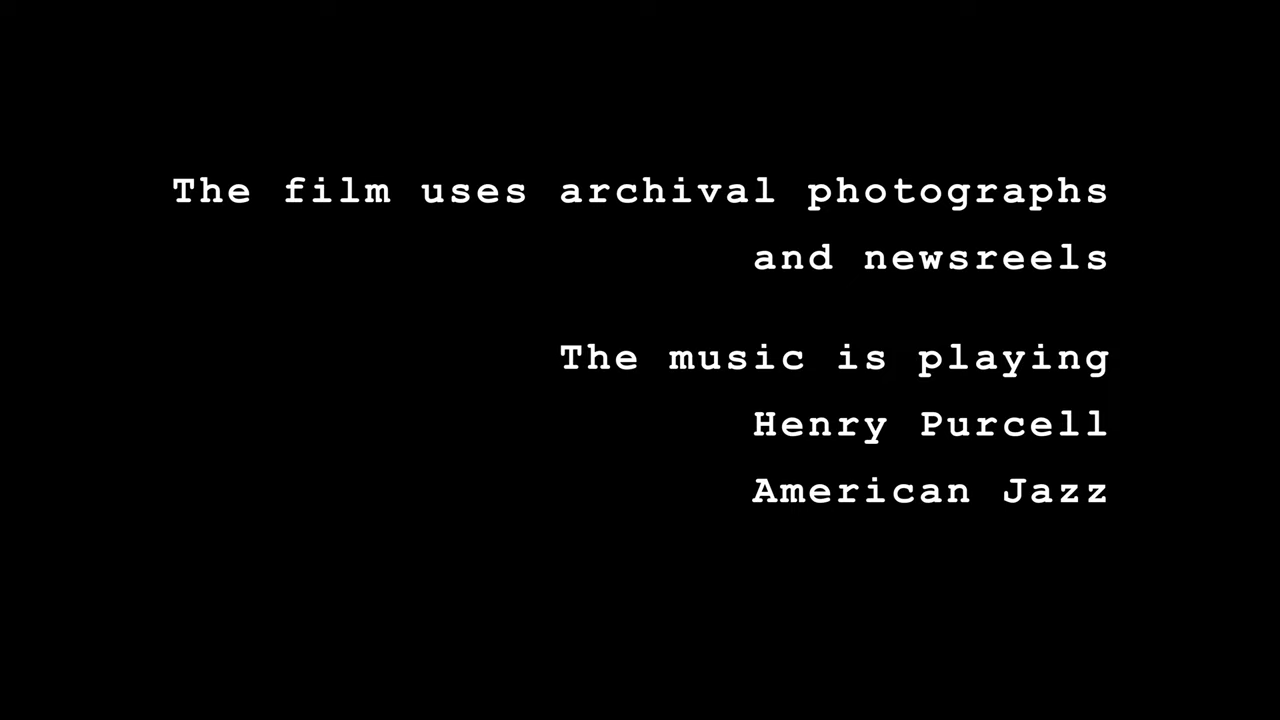 The film uses archival photographs
and newsreels
The music is playing
Henry Purcell
American Jazz